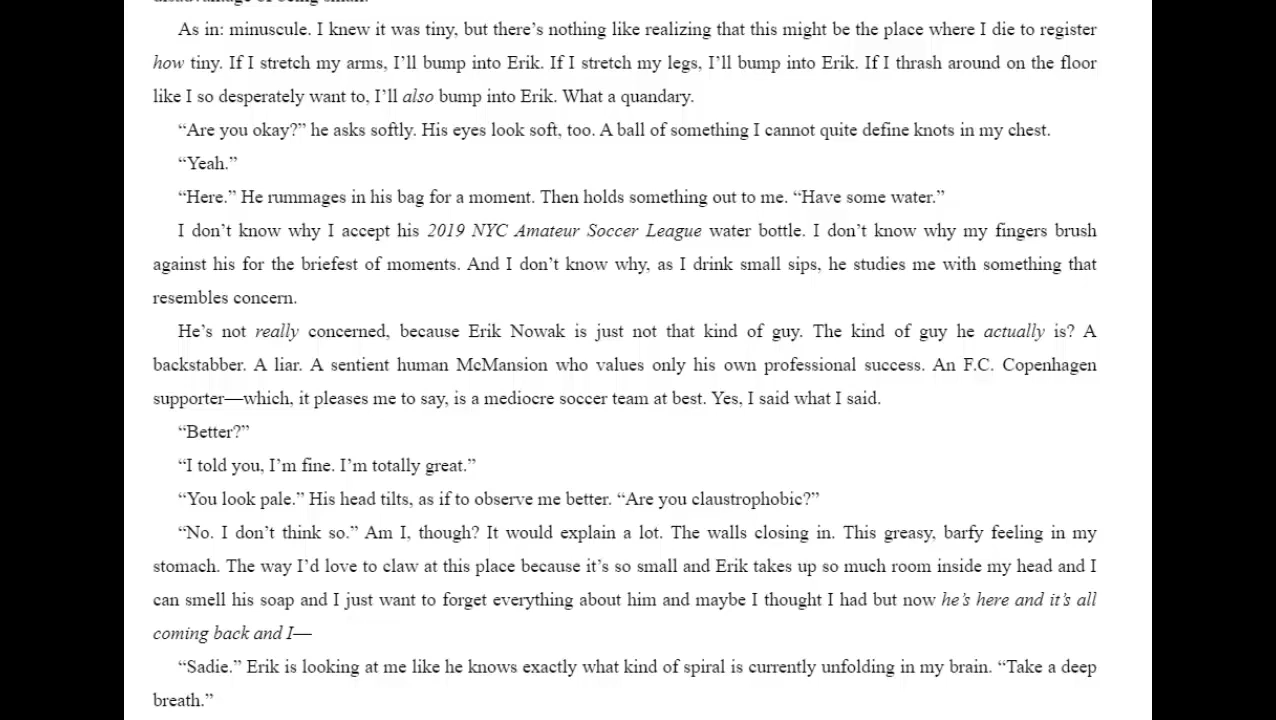 As in: minuscule. I knew it was tiny, but there’s nothing like realizing that this might be the place where I die to register
how tiny. If I stretch my arms, I’ll bump into Erik. If I stretch my legs, I’ll bump into Erik. If I thrash around on the floor
like I so desperately want to, I’ll also bump into Erik. What a quandary.
“Are you okay?” he asks softly. His eyes look soft, too. A ball of something I cannot quite define knots in my chest.
“Yeah.”
“Here.” He rummages in his bag for a moment. Then holds something out to me. “Have some water.”
I don’t know why I accept his 2019 NYC Amateur Soccer League water bottle. I don’t know why my fingers brush
against his for the briefest of moments. And I don’t know why, as I drink small sips, he studies me with something that
resembles concern.
He’s not really concerned, because Erik Nowak is just not that kind of guy. The kind of guy he actually is? A
backstabber. A liar. A sentient human McMansion who values only his own professional success. An F.C. Copenhagen
supporter—which, it pleases me to say, is a mediocre soccer team at best. Yes, I said what I said.
“Better?”
“I told you, I’m fine. I’m totally great.”
“You look pale.” His head tilts, as if to observe me better. “Are you claustrophobic?”
“No. I don’t think so.” Am I, though? It would explain a lot. The walls closing in. This greasy, barfy feeling in my
stomach. The way I’d love to claw at this place because it’s so small and Erik takes up so much room inside my head and I
can smell his soap and I just want to forget everything about him and maybe I thought I had but now he’s here and it’s all
coming back and I—
“Sadie.” Erik is looking at me like he knows exactly what kind of spiral is currently unfolding in my brain. “Take a deep
breath.”